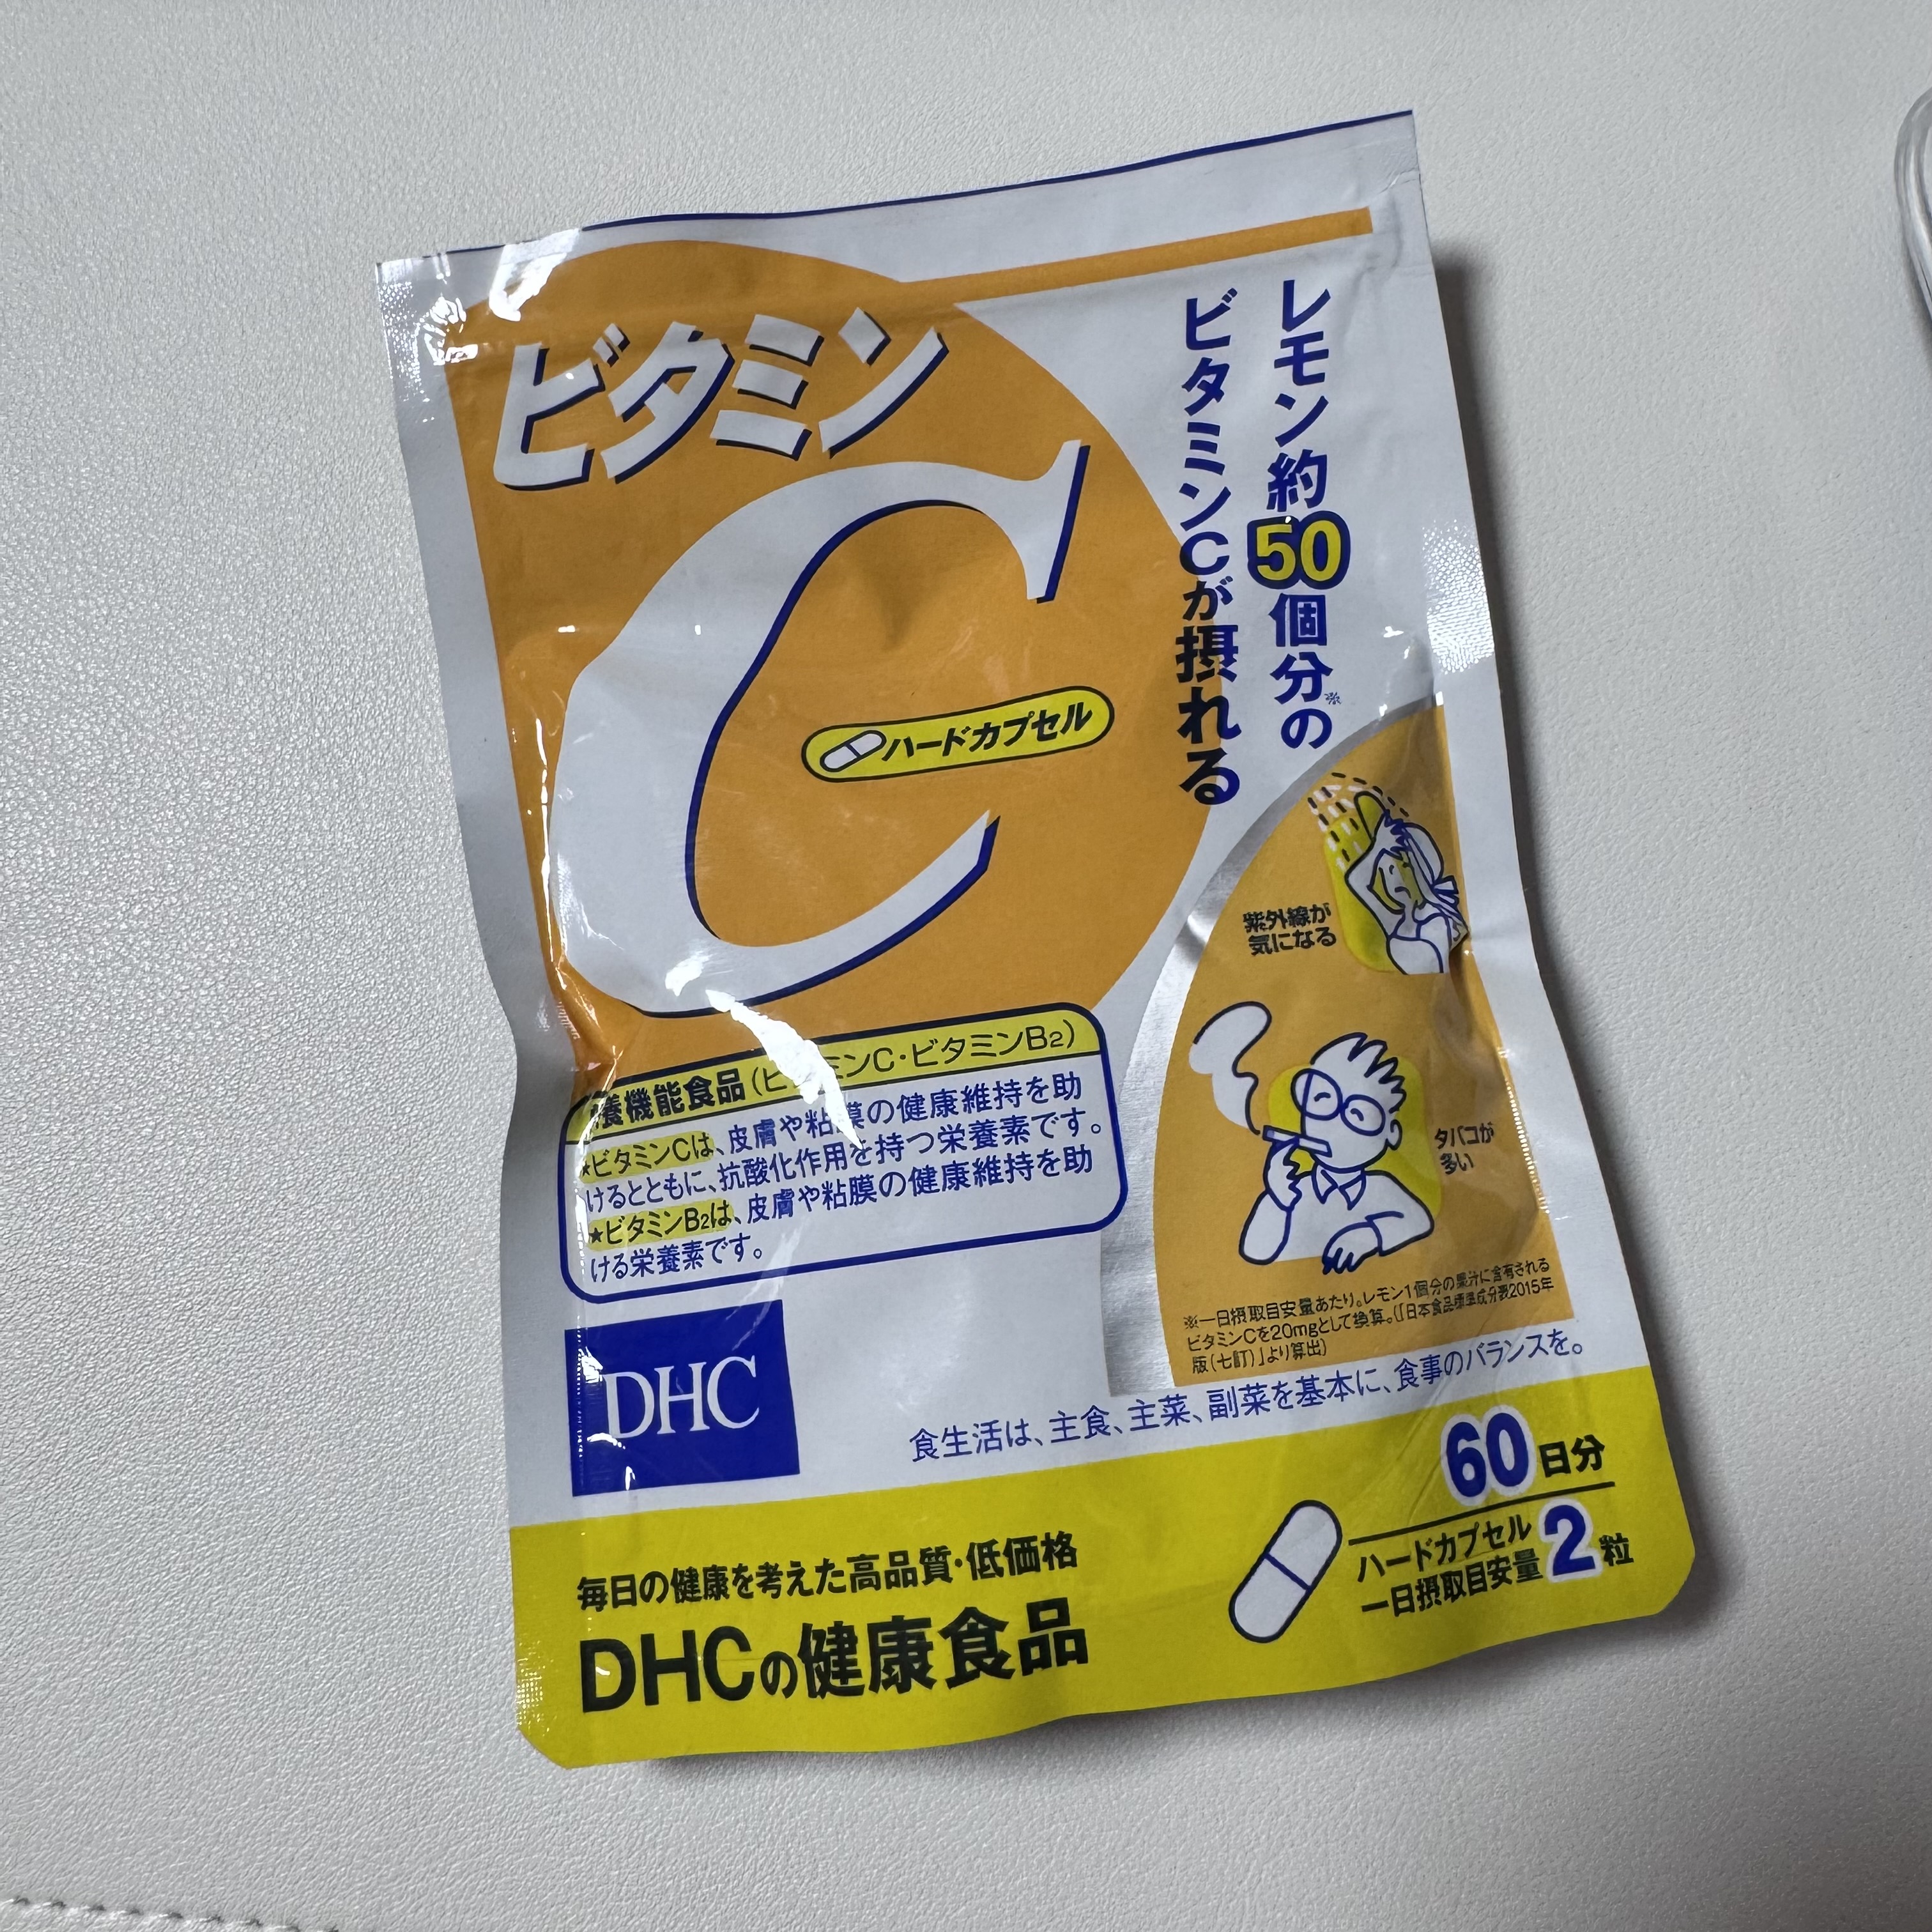 ビタミン
C
ハードカプセル
レモン約50個分の※
ビタミンCが摂れる
紫外線が
気になる
タバコが
多い
養機能食品(ビ ミンC・ビタミンB2)
★ビタミンCは、皮膚や粘膜の健康維持を助
けるとともに、抗酸化作用を持つ栄養素です。
★ビタミンB2は、皮膚や粘膜の健康維持を助
ける栄養素です。
※一日摂取目安量あたり。レモン1個分の果汁に含有される
ビタミンCを20mgとして換算。(「日本食品標準成分表2015年
版(七訂)」より算出)
DHC
食生活は、主食、主菜、副菜を基本に、食事のバランスを。
60日分
ハードカプセル
一日摂取目安量2粒
毎日の健康を考えた高品質・低価格
DHCの健康食品